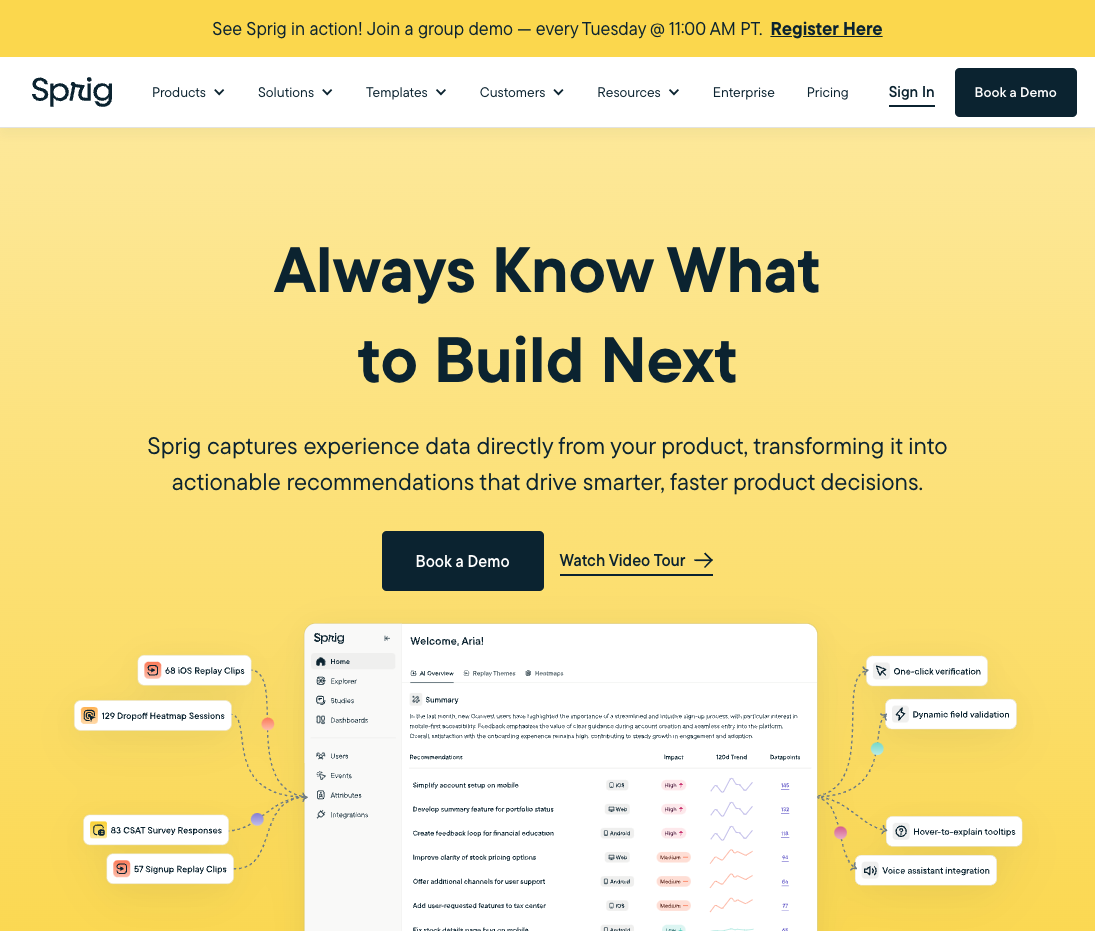 See Sprig in action! Join a group demo — every Tuesday @ 11:00 AM PT. Register Here
Sprig
Products Solutions Templates Customers Resources Enterprise Pricing Sign In Book a Demo
Always Know What
to Build Next
Sprig captures experience data directly from your product, transforming it into
actionable recommendations that drive smarter, faster product decisions.
Book a Demo Watch Video Tour
68 iOS Replay Clips
129 Dropoff Heatmap Sessions
83 CSAT Survey Responses
57 Signup Replay Clips
Sprig
Home
Explorer
Studies
Dashboards
Users
Events
Attributes
Integrations
Welcome, Aria!
AI Overview Replay Themes Heatmaps
Summary
In the last month, new users have highlighted the importance of a streamlined and intuitive sign-up process, with particular interest in
mobile-first accessibility. Feedback emphasizes the value of clear guidance during account creation and seamless entry into the platform.
Overall, satisfaction with the onboarding experience remains high, contributing to steady growth in engagement and adoption.
Recommendations Impact 120d Trend Datapoints
Simplify account setup on mobile iOS High 145
Develop summary feature for portfolio status Web High 132
Create feedback loop for financial education Android High 118
Improve clarity of stock pricing options Web Medium 94
Offer additional channels for user support Android Medium 84
Add user-requested features to tax center iOS Medium 77
Fix stock details page bug on mobile Android Low
One-click verification
Dynamic field validation
Hover-to-explain tooltips
Voice assistant integration